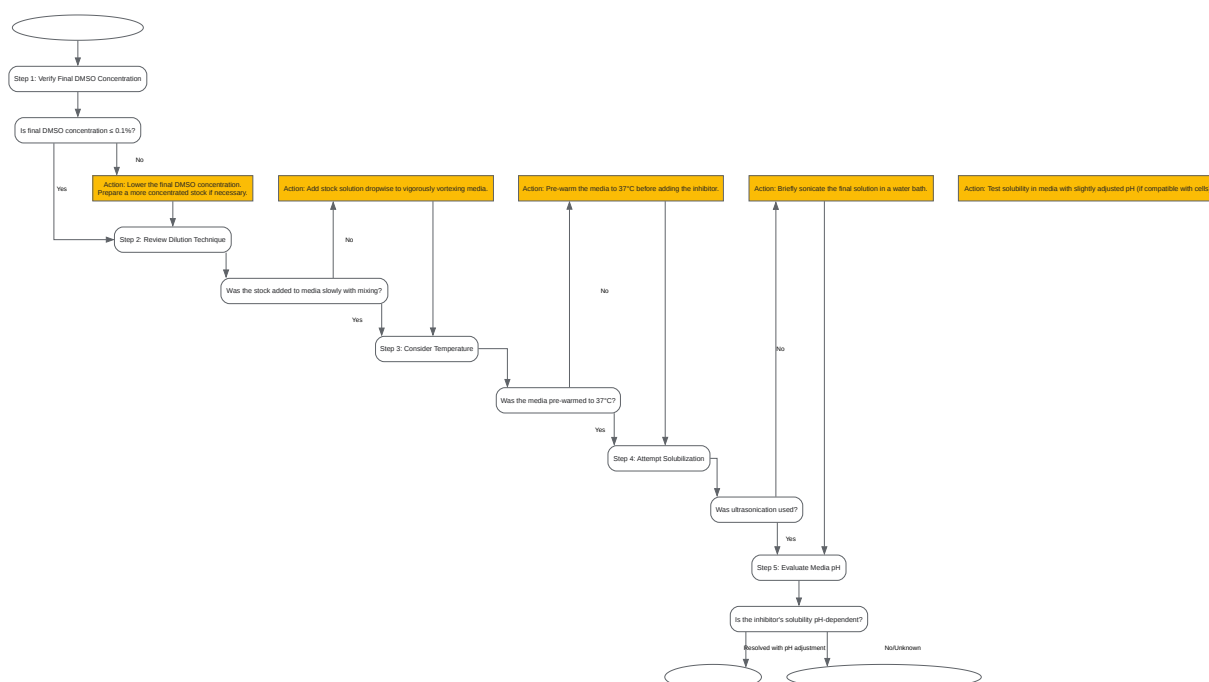 Step 1: Verify Final DMSO Concentration
Is final DMSO concentration ≤ 0.1%?
No
Yes
Action: Lower the final DMSO concentration.
Prepare a more concentrated stock if necessary.
Action: Add stock solution dropwise to vigorously vortexing media.
Action: Pre-warm the media to 37°C before adding the inhibitor.
Action: Briefly sonicate the final solution in a water bath.
Action: Test solubility in media with slightly adjusted pH (if compatible with cells
Step 2: Review Dilution Technique
No
Was the stock added to media slowly with mixing?
No
Yes
Step 3: Consider Temperature
No
Was the media pre-warmed to 37°C?
Yes
Step 4: Attempt Solubilization
Was ultrasonication used?
Yes
Step 5: Evaluate Media pH
Is the inhibitor's solubility pH-dependent?
Resolved with pH adjustment
No/Unknown